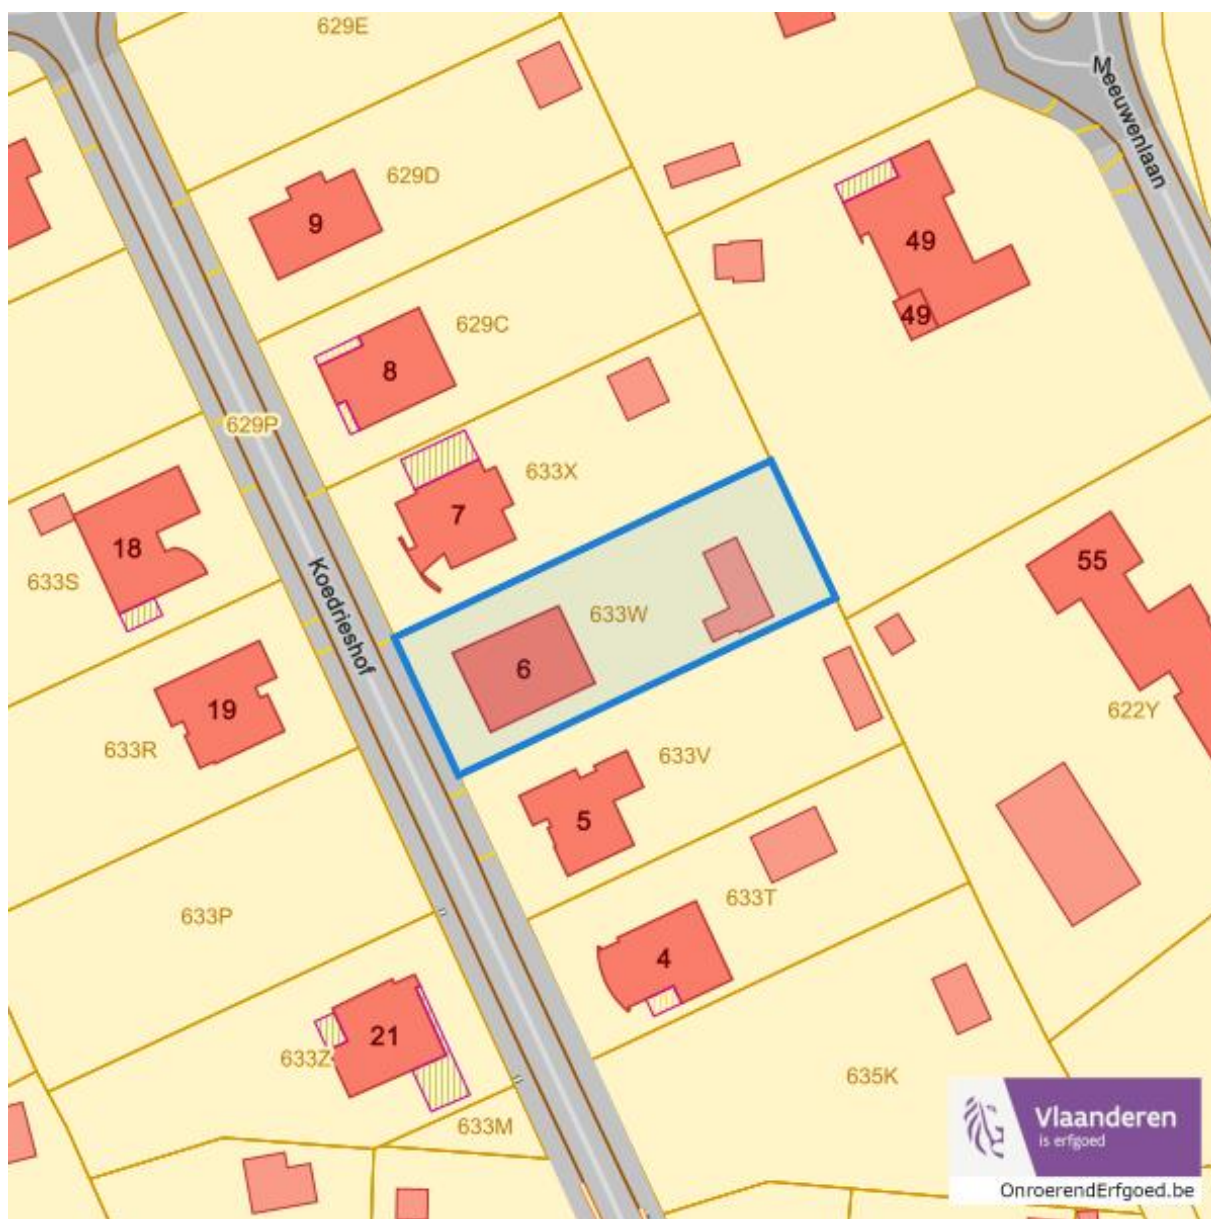 629E
Meeuwenlaan
629D
9
49
49
629C
8
629P
633X
7
18
633S
Koedrieshof
55
633W
6
19
633R
622Y
633V
5
633T
633P
4
21
633Z
635K
633M
Vlaanderen
is erfgoed
OnroerendErfgoed.be